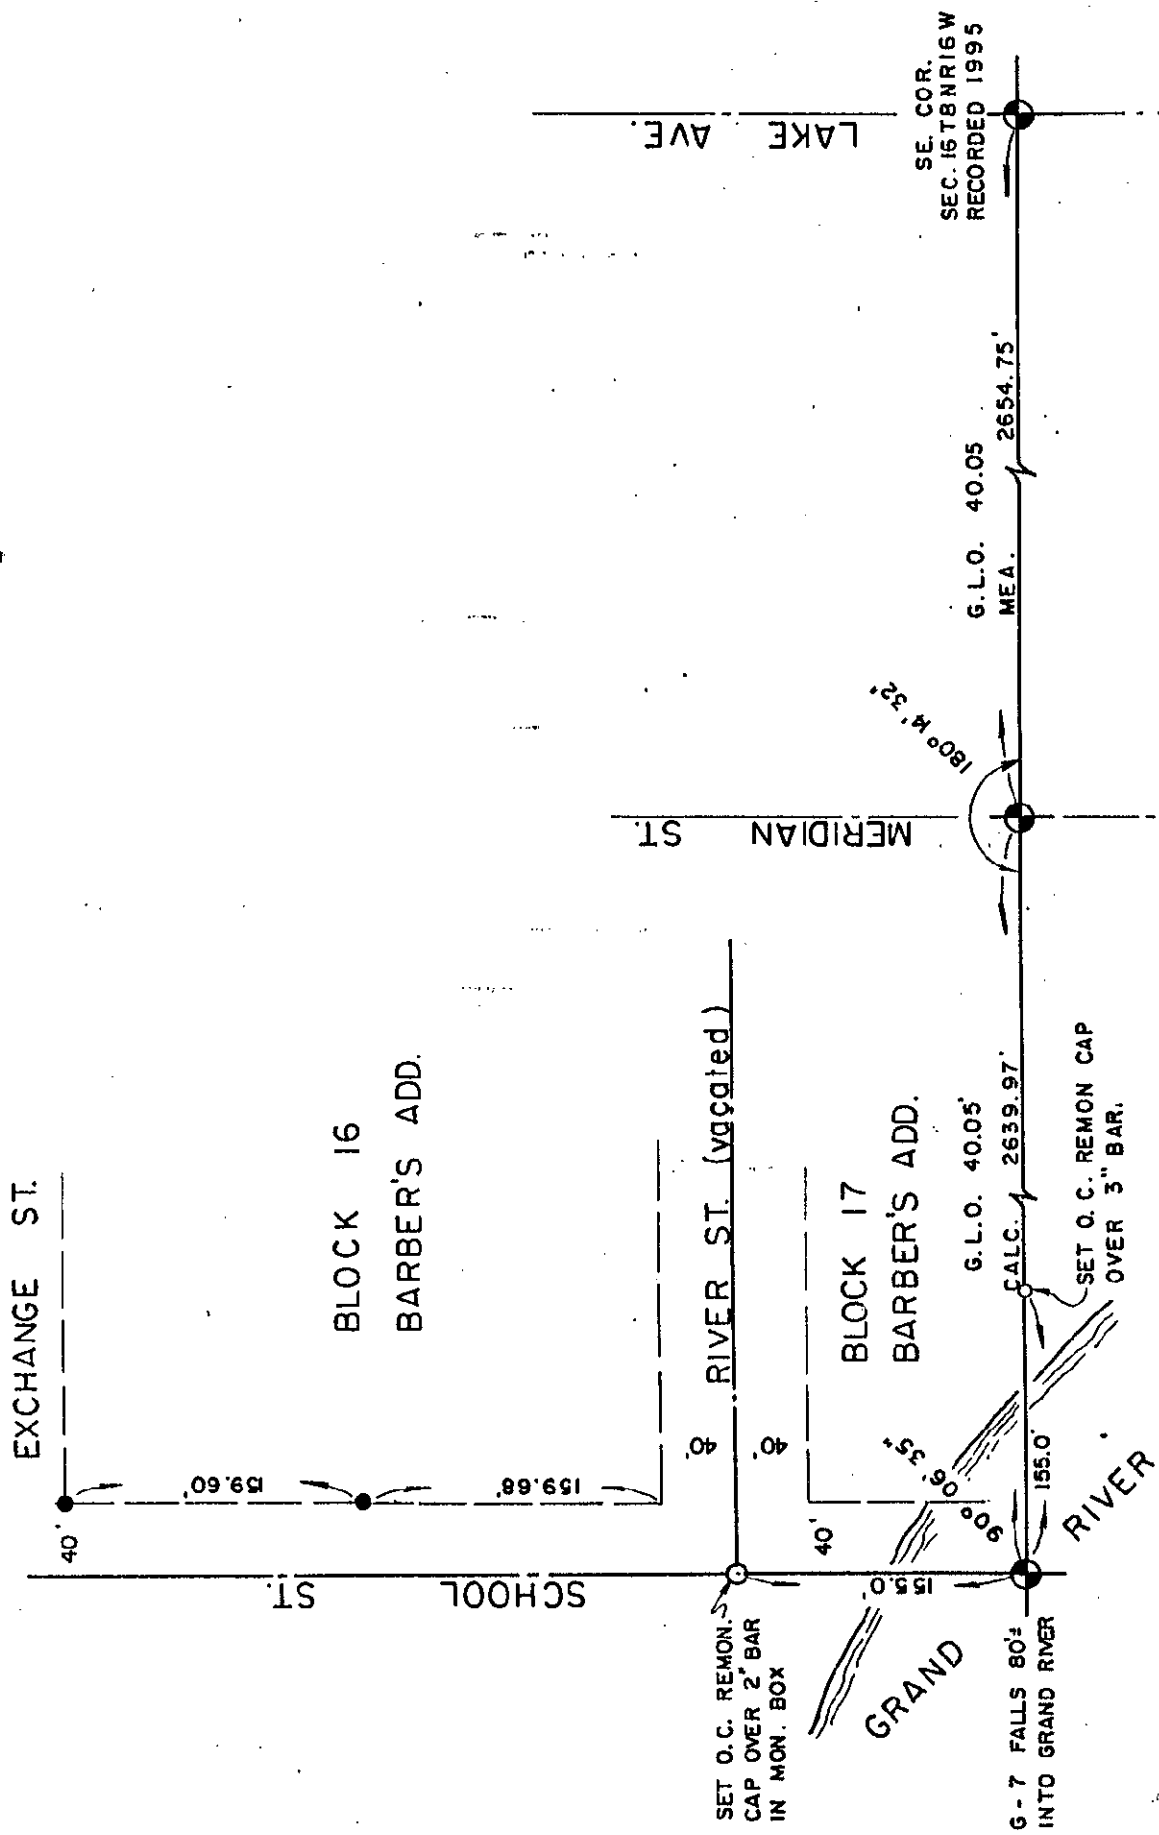 EXCHANGE ST.
40'
159.60'
159.68'
SCHOOL ST.
BLOCK 16
BARBER'S ADD.
LAKE AVE.
MERIDIAN ST.
RIVER ST. (vacated)
40'
40'
SET O.C. REMON.
CAP OVER 2" BAR
IN MON. BOX
40'
155.0'
BLOCK 17
BARBER'S ADD.
90° 06' 35"
GRAND
RIVER
G-7 FALLS 80'±
INTO GRAND RIVER
155.0'
G.L.O. 40.05'
CALC. 2639.97'
SET O.C. REMON CAP
OVER 3" BAR.
180° 14' 32"
G.L.O. 40.05
MEA. 2654.75'
SE. COR.
SEC. 16 T8N R16W
RECORDED 1995